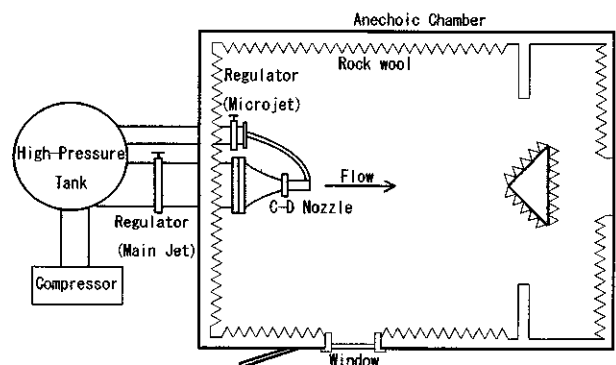 Anechoic Chamber
Rock wool
Regulator
(Microjet)
High-Pressure
Tank
Flow
C-D Nozzle
Regulator
(Main Jet)
Compressor
Window